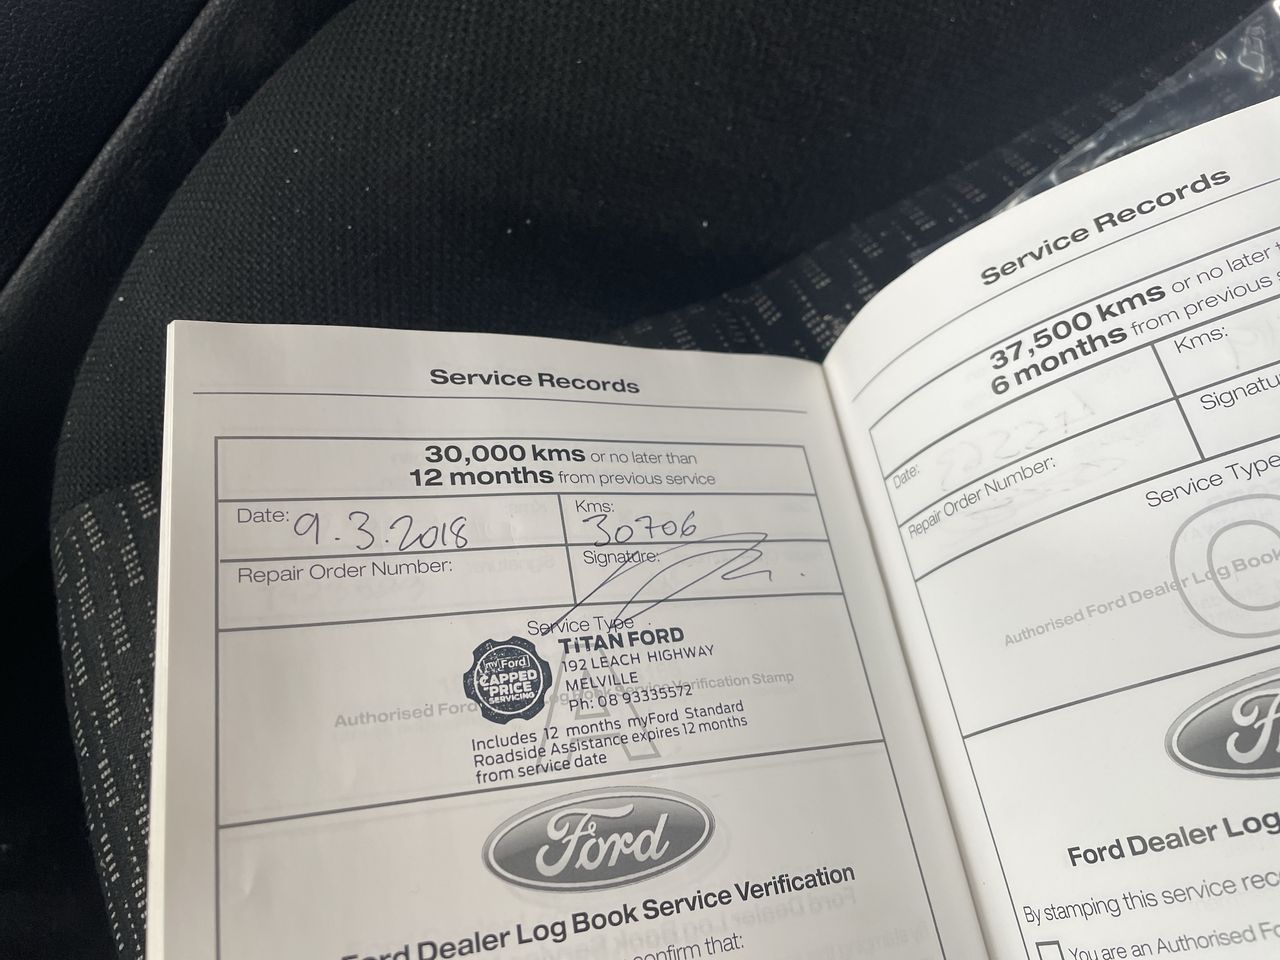 Service Records
30,000 kms or no later than
12 months from previous service
Date: 9.3.2018
Kms: 30706
Repair Order Number:
Signature:
Service Type
A
my Ford
CAPPED
PRICE
SERVICING
TiTAN FORD
192 LEACH HIGHWAY
MELVILLE
Ph: 08 93335572
Authorised Ford Log Book Service Verification Stamp
Includes 12 months myFord Standard
Roadside Assistance expires 12 months
from service date
Ford
Ford Dealer Log Book Service Verification
confirm that:
Service Records
37,500 kms or no later
6 months from previous
Date:
Kms:
Repair Order Number:
Service Type
Authorised Ford Dealer Log Book
Ford Dealer Log
By stamping this service
You are an Authorised